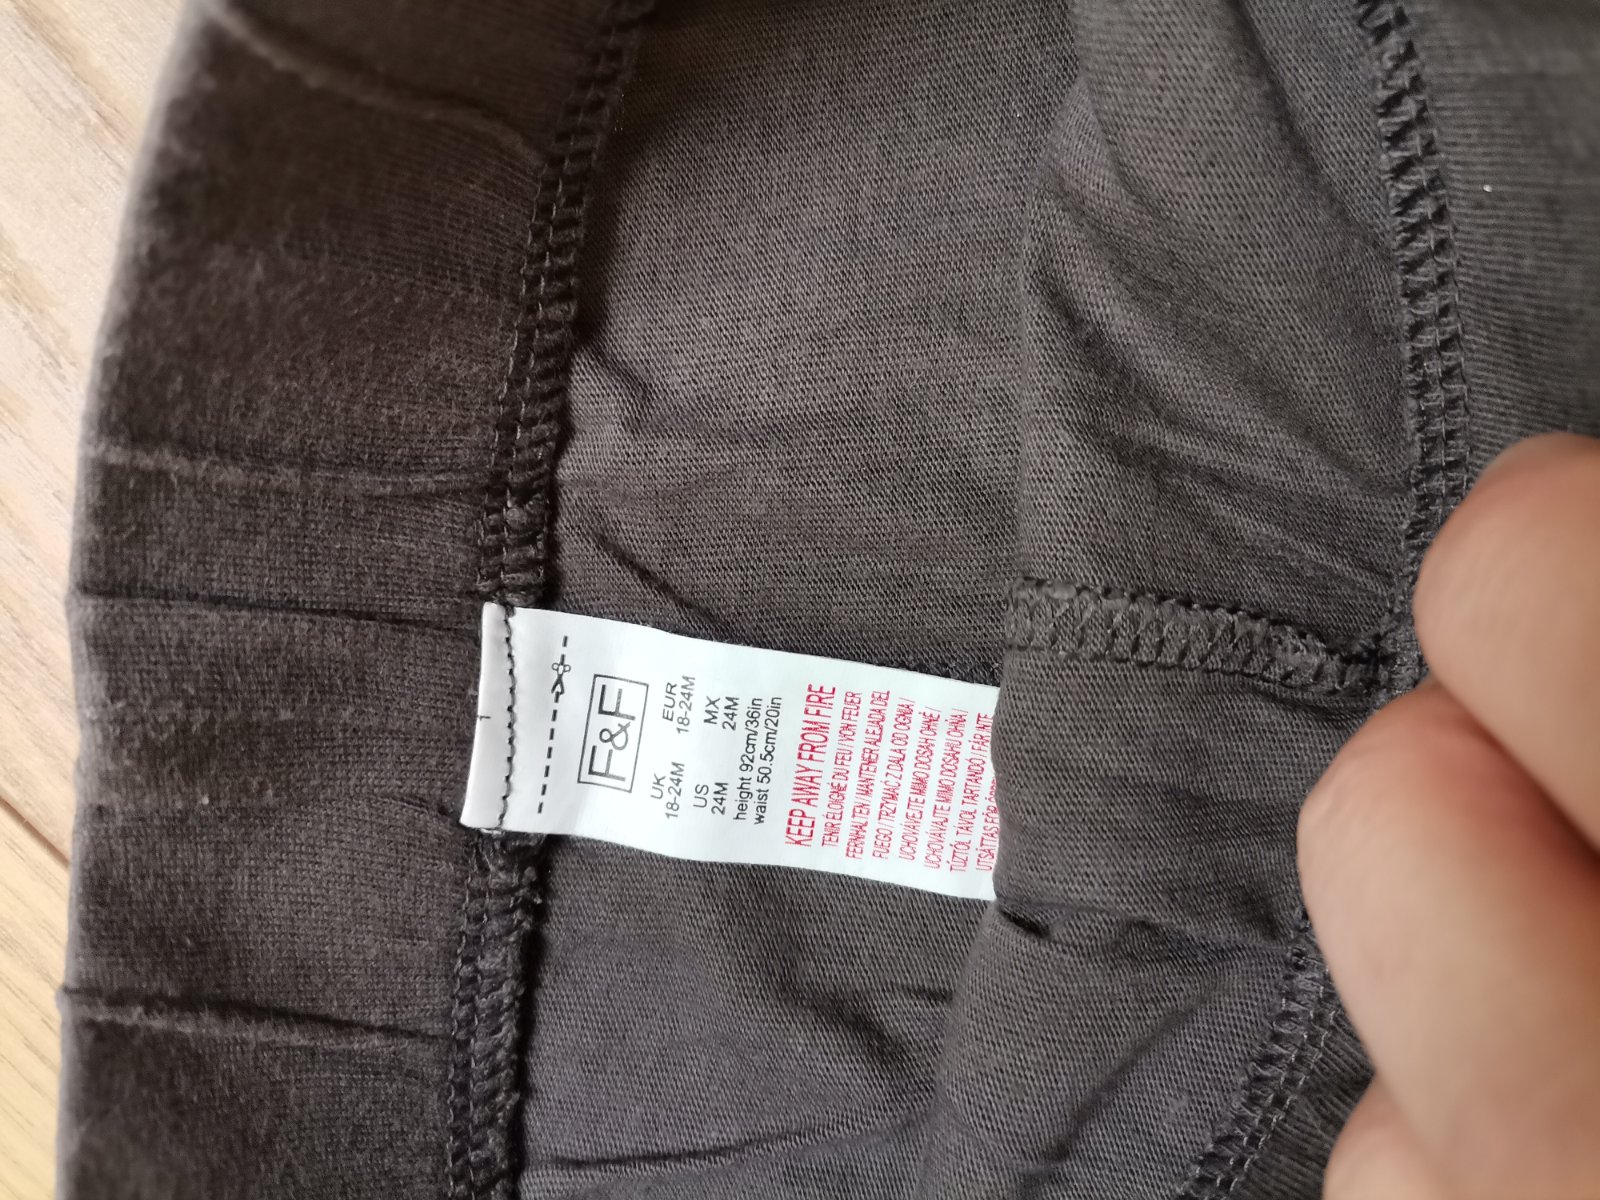 F&F
UK EUR
18-24M 18-24M
US MX
24M 24M
height 92cm/36in
waist 50.5cm/20in
KEEP AWAY FROM FIRE
TENIR ÉLOIGNÉ DU FEU / VON FEUER
FERNHALTEN / MANTENER ALEJADA DEL
FUEGO / TRZYMAĆ Z DALA OD OGNIA /
UCHOVÁVEJTE MIMO DOSAH OHNĚ /
UCHOVÁVAJTE MIMO DOSAHU OHŇA /
TŰZTŐL TÁVOL TARTANDÓ / FÅR INTE
UTSÄTTAS FÖR